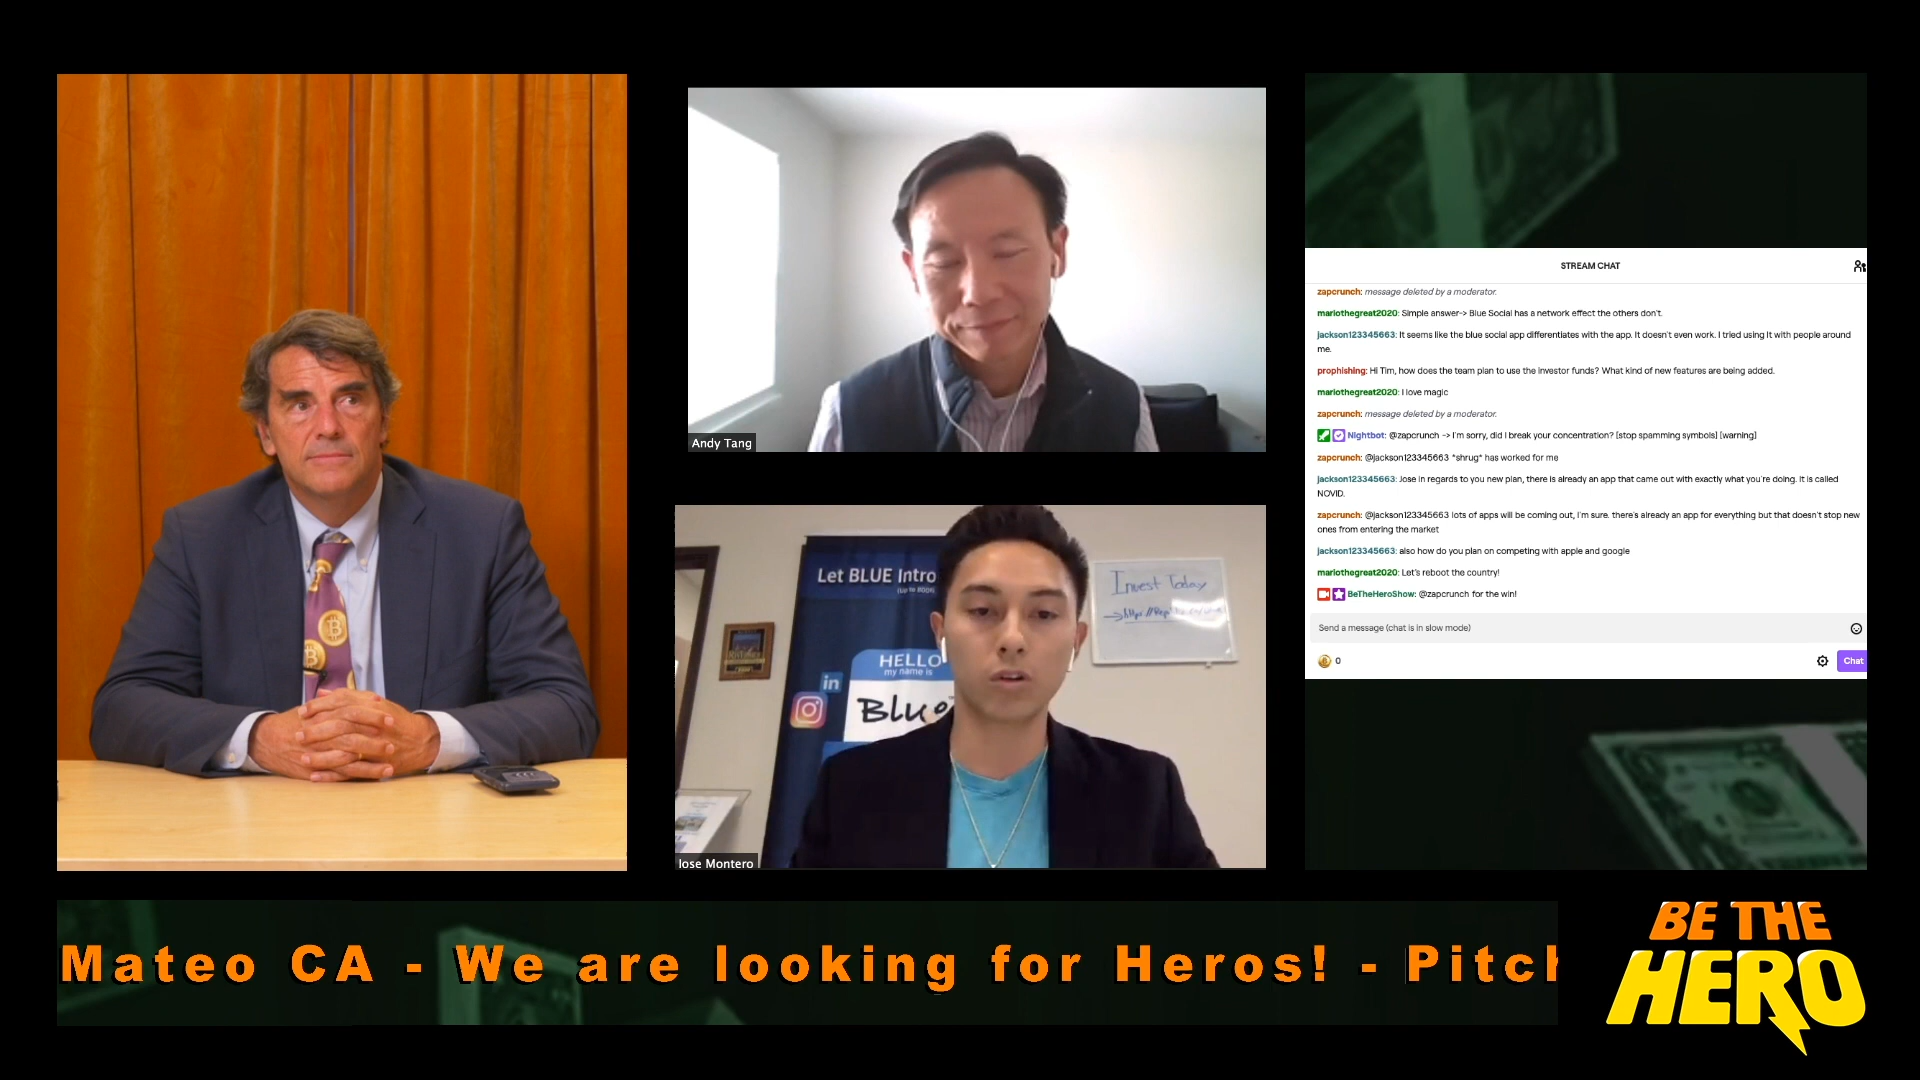 Andy Tang
Let BLUE Intro
HELLO
my name is
in
Blue
Invest Today
Jose Montero
STREAM CHAT
zapcrunch: message deleted by a moderator.
mariothegreat2020: Simple answer-> Blue Social has a network effect the others don't.
jackson123345663: It seems like the blue social app differentiates with the app. It doesn't even work. I tried using it with people around
me.
prophishing: Hi Tim, how does the team plan to use the investor funds? What kind of new features are being added.
mariothegreat2020: I love magic
zapcrunch: message deleted by a moderator.
Nightbot: @zapcrunch -> I'm sorry, did I break your concentration? [stop spamming symbols] [warning]
zapcrunch: @jackson123345663 *shrug* has worked for me
jackson123345663: Jose in regards to you new plan, there is already an app that came out with exactly what you're doing. It is called
NOVID.
zapcrunch: @jackson123345663 lots of apps will be coming out, I'm sure. there's already an app for everything but that doesn't stop new
ones from entering the market
jackson123345663: also how do you plan on competing with apple and google
mariothegreat2020: Let's reboot the country!
BeTheHeroShow: @zapcrunch for the win!
Send a message (chat is in slow mode)
0
Chat
Mateo CA - We are looking for Heros! - Pitch
BE THE
HERO